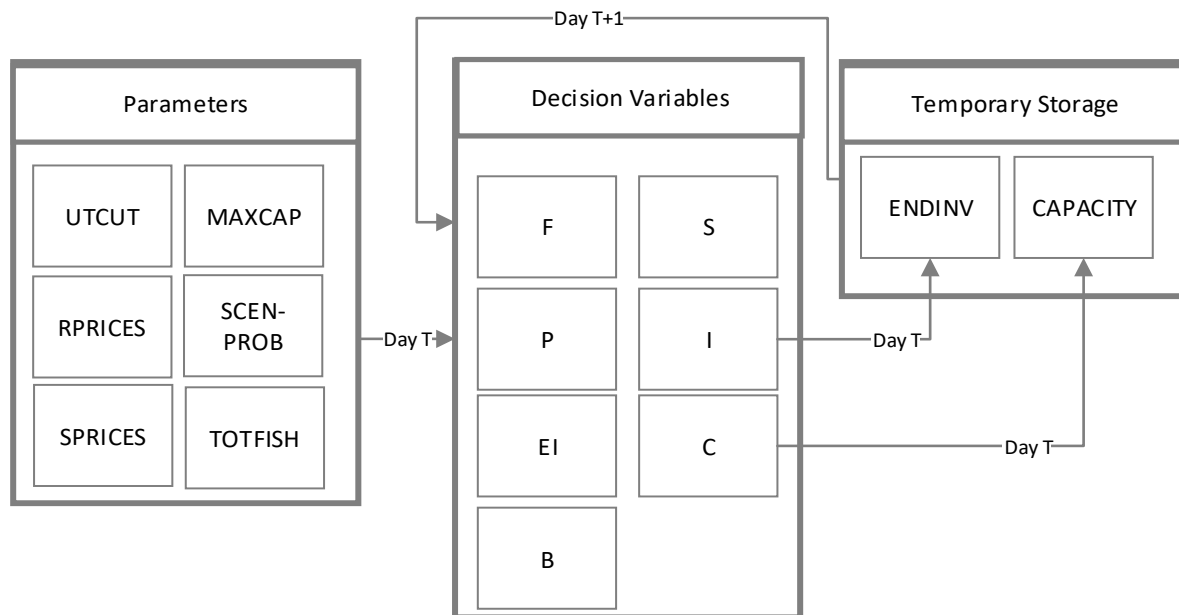 Day T+1
Parameters
UTCUT
MAXCAP
RPRICES
SCEN-
PROB
SPRICES
TOTFISH
Day T
Decision Variables
F
S
P
I
EI
C
B
Day T
Day T
Temporary Storage
ENDINV
CAPACITY